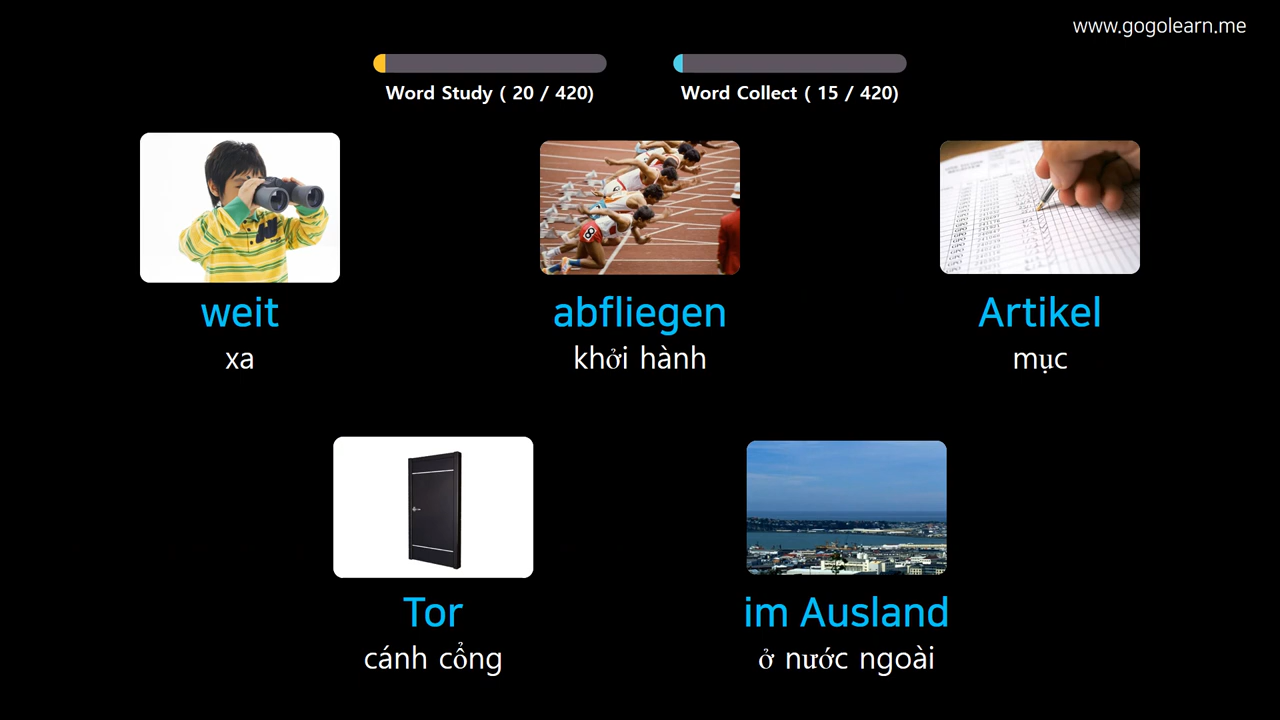 www.gogolearn.me
Word Study ( 20 / 420)
Word Collect ( 15 / 420)
weit
xa
abfliegen
khởi hành
Artikel
mục
Tor
cánh cổng
im Ausland
ở nước ngoài